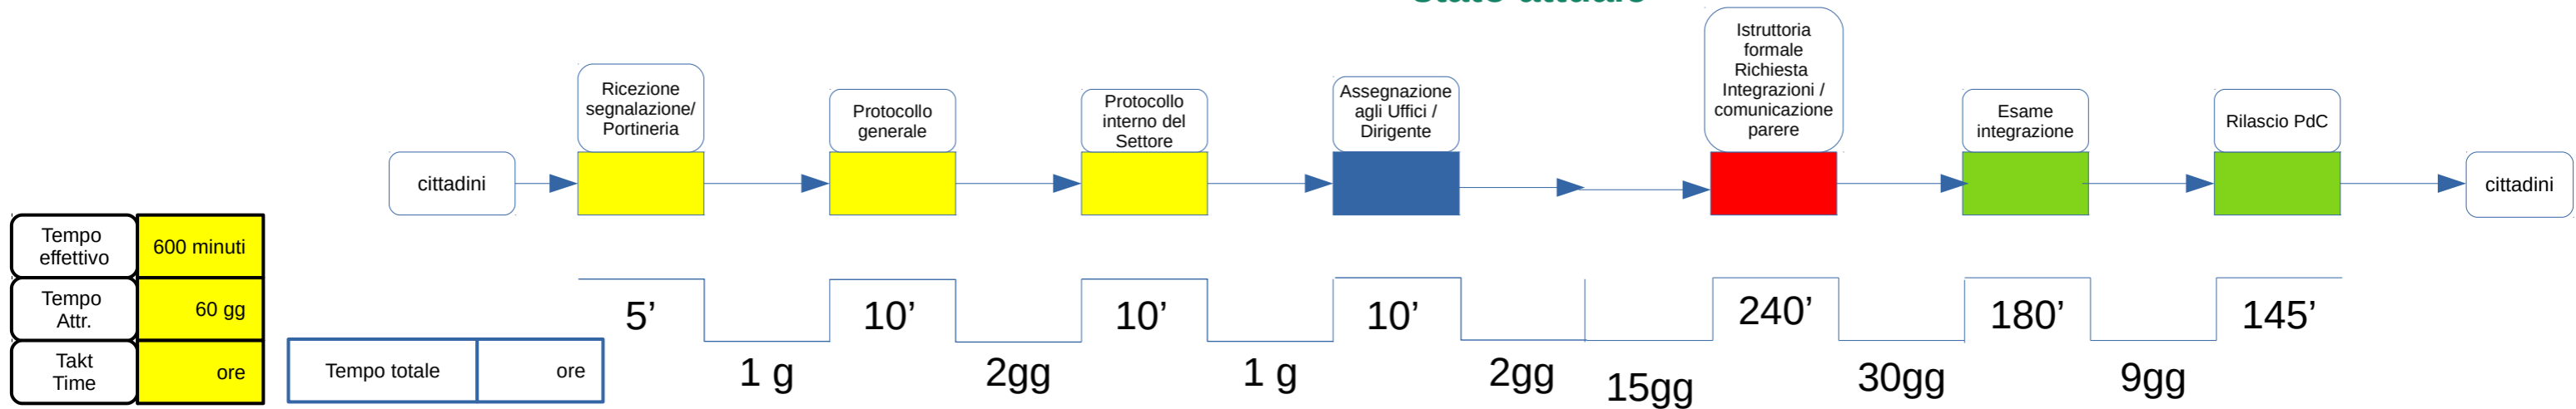 Ricezione
segnalazione/
Portineria
Protocollo
generale
Protocollo
interno del
Settore
Assegnazione
agli Uffici /
Dirigente
Istruttoria
formale
Richiesta
Integrazioni /
comunicazione
parere
Esame
integrazione
Rilascio PdC
cittadini
cittadini
Tempo
effettivo
600 minuti
Tempo
Attr.
60 gg
Takt
Time
ore
Tempo totale
ore
5’
10’
10’
10’
240’
180’
145’
1 g
2gg
1 g
2gg
15gg
30gg
9gg